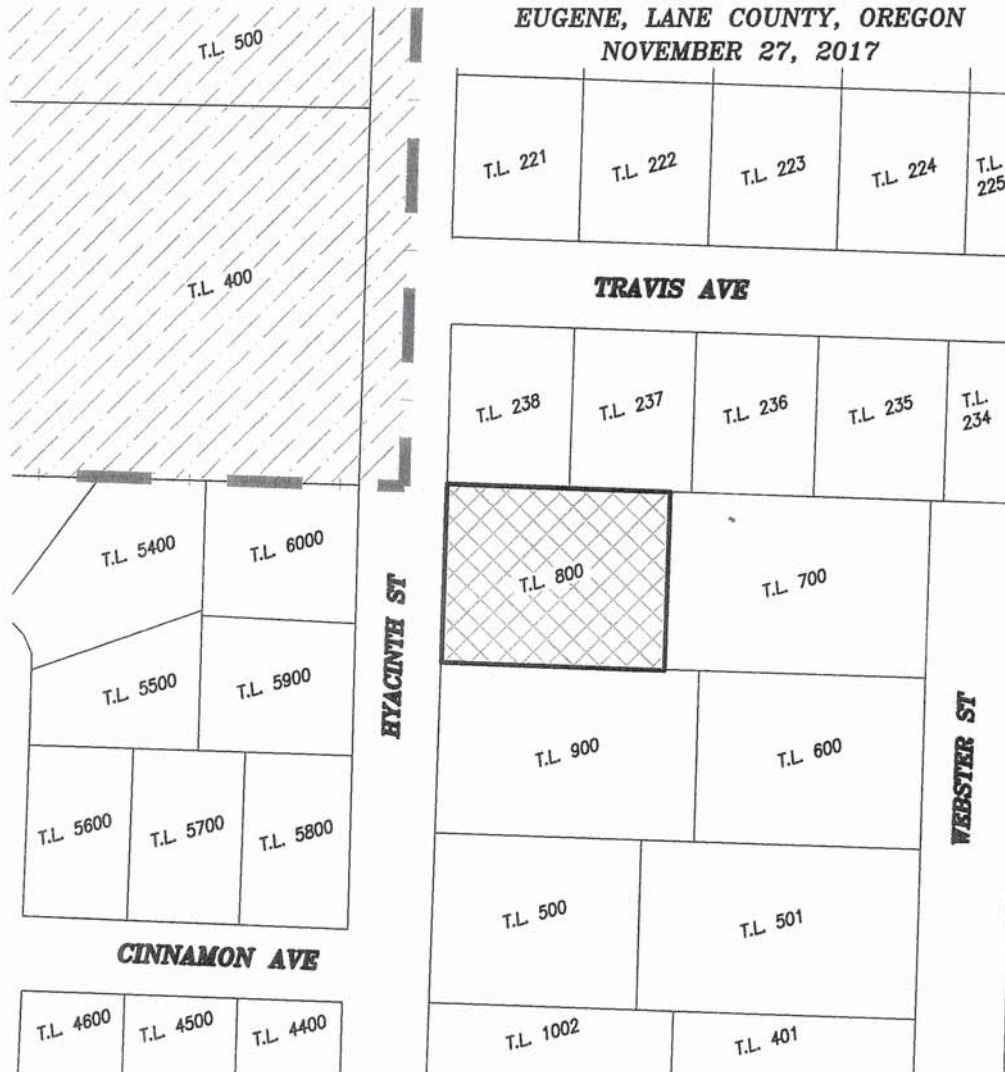 EUGENE, LANE COUNTY, OREGON
NOVEMBER 27, 2017
T.L. 500
T.L. 221
T.L. 222
T.L. 223
T.L. 224
T.L.
225
T.L. 400
TRAVIS AVE
T.L. 238
T.L. 237
T.L. 236
T.L. 235
T.L.
234
T.L. 5400
T.L. 6000
T.L. 800
T.L. 700
HYACINTH ST
T.L. 5500
T.L. 5900
T.L. 900
T.L. 600
WEBSTER ST
T.L. 5600
T.L. 5700
T.L. 5800
T.L. 500
T.L. 501
CINNAMON AVE
T.L. 4600
T.L. 4500
T.L. 4400
T.L. 1002
T.L. 401